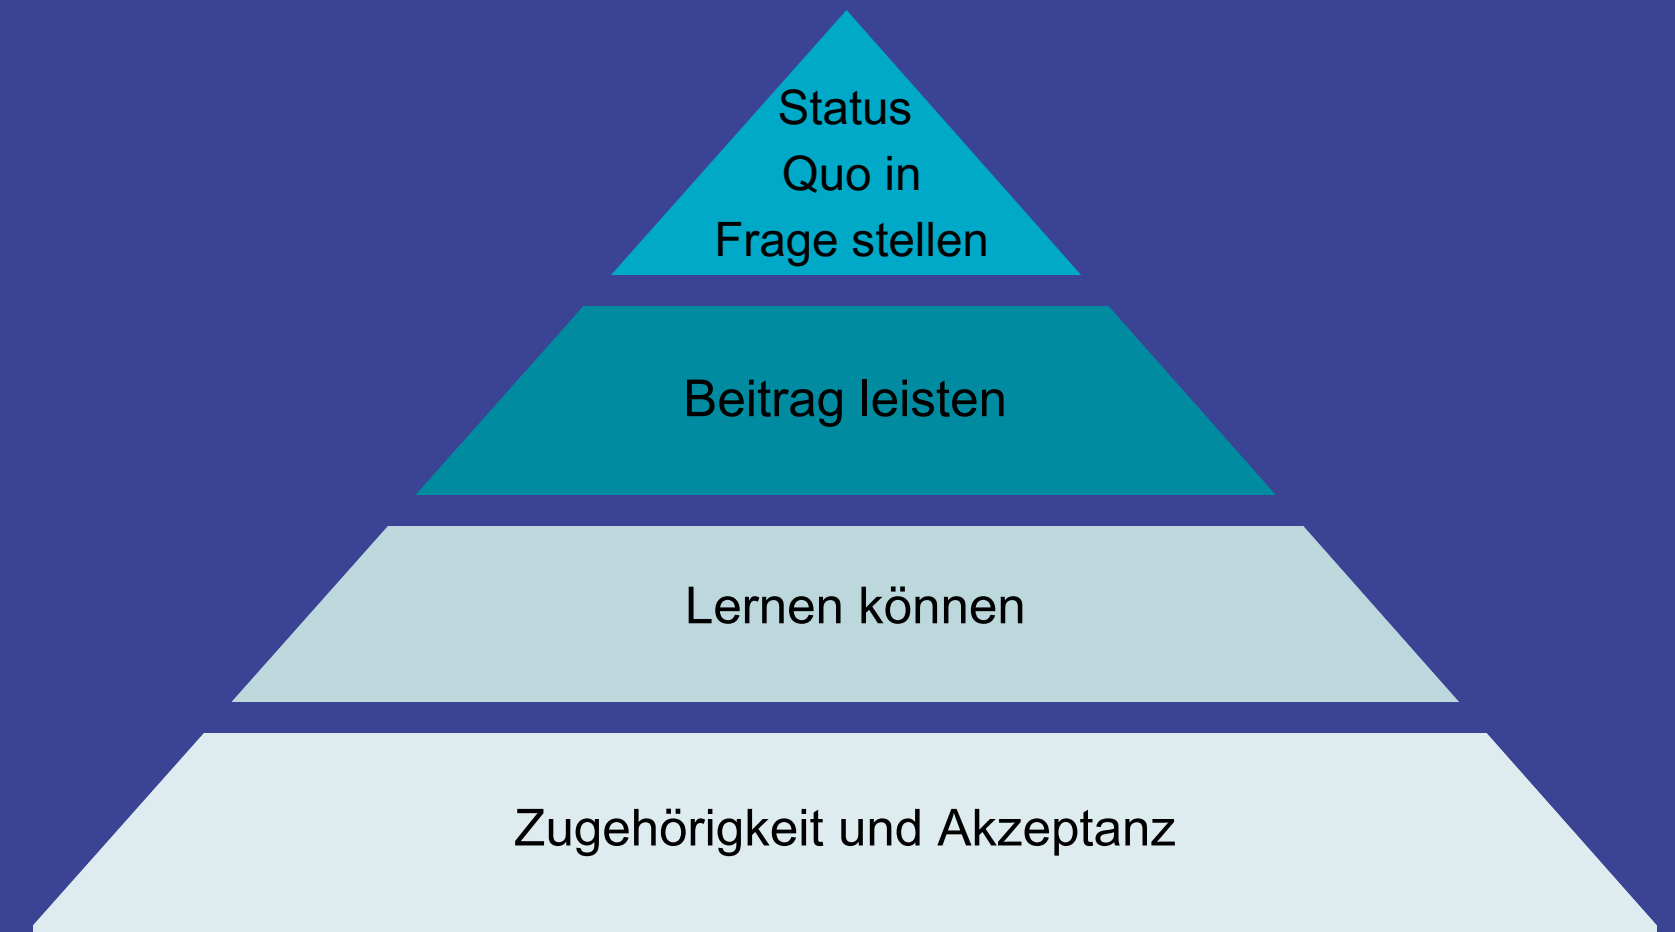 Status
Quo in
Frage stellen
Beitrag leisten
Lernen können
Zugehörigkeit und Akzeptanz